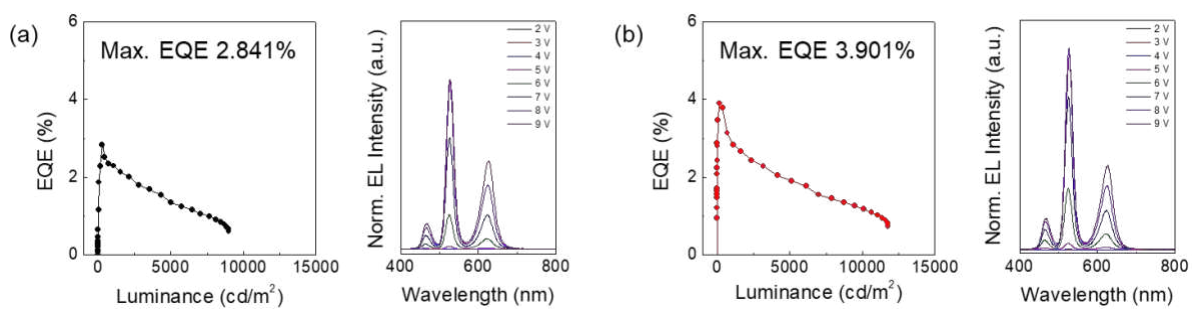 (a)
6
4
2
0
EQE (%)
Max. EQE 2.841%
0 5000 10000 15000
Luminance (cd/m²)
Norm. EL Intensity (a.u.)
2 V
3 V
4 V
5 V
6 V
7 V
8 V
9 V
400 600 800
Wavelength (nm)
(b)
6
4
2
0
EQE (%)
Max. EQE 3.901%
0 5000 10000 15000
Luminance (cd/m²)
Norm. EL Intensity (a.u.)
2 V
3 V
4 V
5 V
6 V
7 V
8 V
9 V
400 600 800
Wavelength (nm)